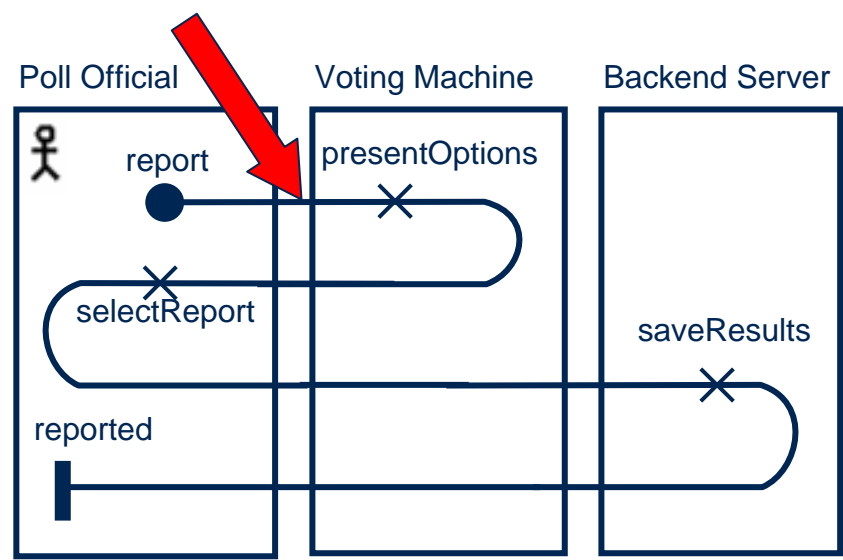 Poll Official
Voting Machine
Backend Server
report
presentOptions
selectReport
saveResults
reported